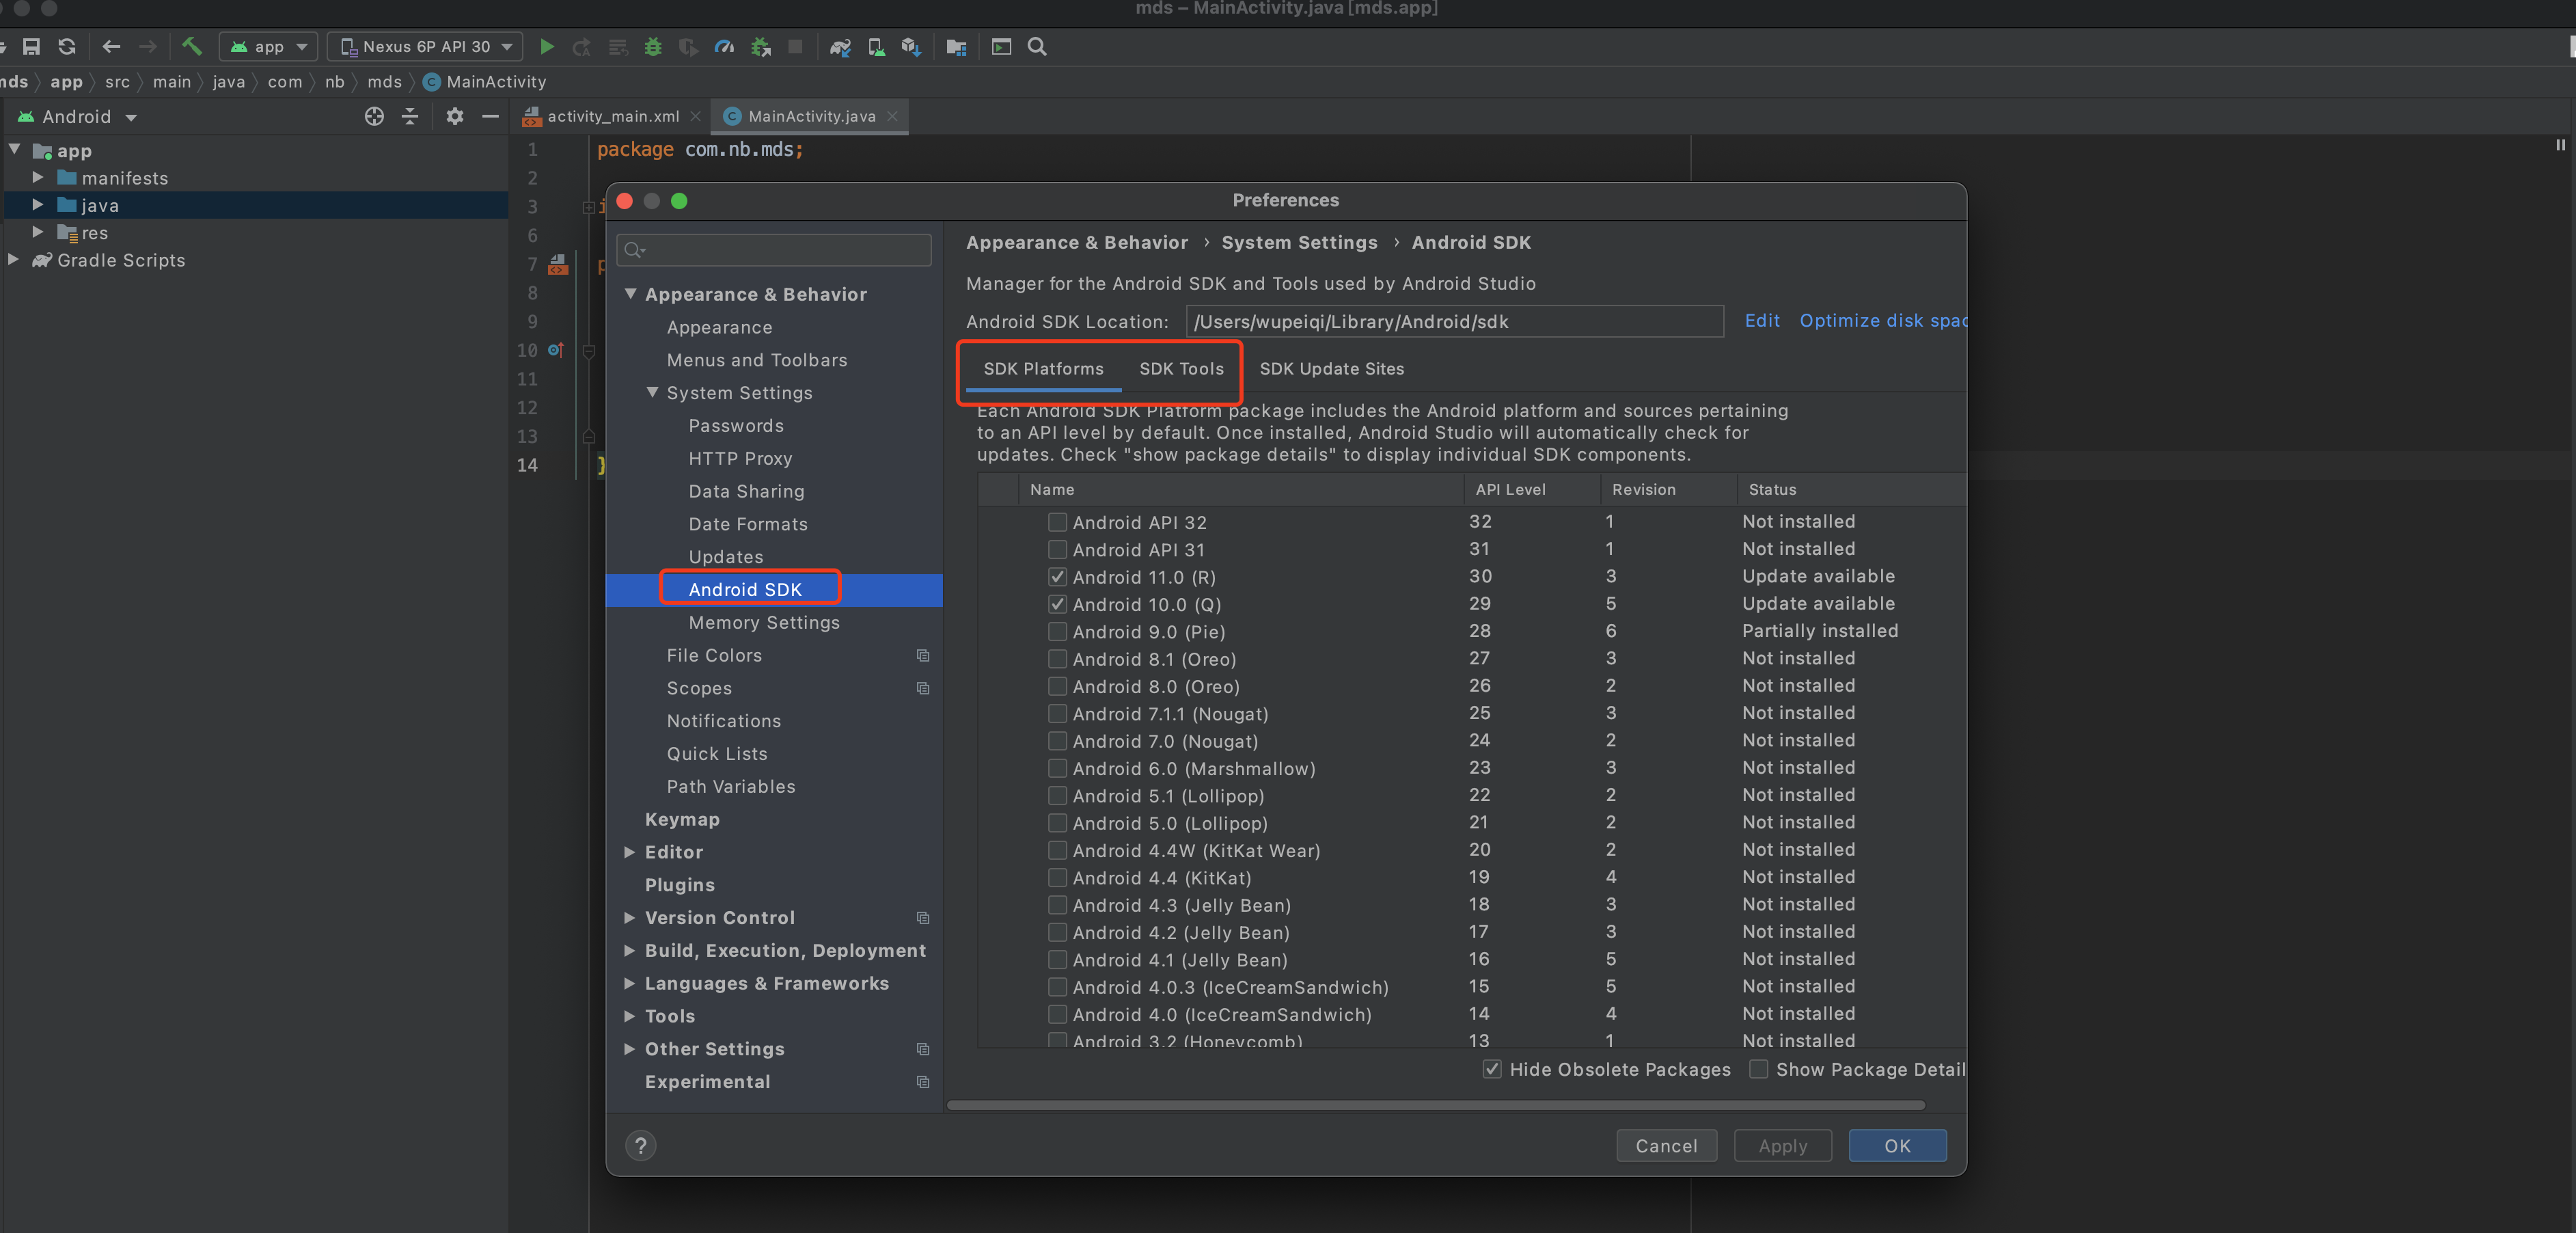 mds – MainActivity.java [mds.app]
app
Nexus 6P API 30
app
src
main
java
com
nb
mds
MainActivity
Android
activity_main.xml
MainActivity.java
app
manifests
java
res
Gradle Scripts
1 package com.nb.mds;
2
3
6
7
8
9
10
11
12
13
14 }
Preferences
Appearance & Behavior
Appearance
Menus and Toolbars
System Settings
Passwords
HTTP Proxy
Data Sharing
Date Formats
Updates
Android SDK
Memory Settings
File Colors
Scopes
Notifications
Quick Lists
Path Variables
Keymap
Editor
Plugins
Version Control
Build, Execution, Deployment
Languages & Frameworks
Tools
Other Settings
Experimental
Appearance & Behavior › System Settings › Android SDK
Manager for the Android SDK and Tools used by Android Studio
Android SDK Location: /Users/wupeiqi/Library/Android/sdk Edit Optimize disk spac
SDK Platforms SDK Tools SDK Update Sites
Each Android SDK Platform package includes the Android platform and sources pertaining
to an API level by default. Once installed, Android Studio will automatically check for
updates. Check "show package details" to display individual SDK components.
Name API Level Revision Status
Android API 32 32 1 Not installed
Android API 31 31 1 Not installed
Android 11.0 (R) 30 3 Update available
Android 10.0 (Q) 29 5 Update available
Android 9.0 (Pie) 28 6 Partially installed
Android 8.1 (Oreo) 27 3 Not installed
Android 8.0 (Oreo) 26 2 Not installed
Android 7.1.1 (Nougat) 25 3 Not installed
Android 7.0 (Nougat) 24 2 Not installed
Android 6.0 (Marshmallow) 23 3 Not installed
Android 5.1 (Lollipop) 22 2 Not installed
Android 5.0 (Lollipop) 21 2 Not installed
Android 4.4W (KitKat Wear) 20 2 Not installed
Android 4.4 (KitKat) 19 4 Not installed
Android 4.3 (Jelly Bean) 18 3 Not installed
Android 4.2 (Jelly Bean) 17 3 Not installed
Android 4.1 (Jelly Bean) 16 5 Not installed
Android 4.0.3 (IceCreamSandwich) 15 5 Not installed
Android 4.0 (IceCreamSandwich) 14 4 Not installed
Android 3.2 (Honeycomb) 13 1 Not installed
Hide Obsolete Packages Show Package Detail
? Cancel Apply OK